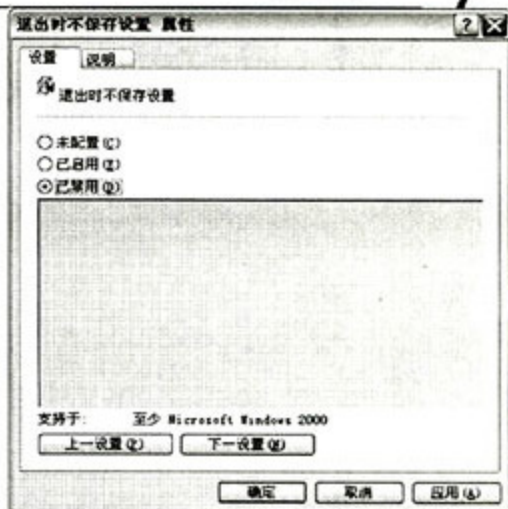 退出时不保存设置 属性
设置 说明
退出时不保存设置
未配置(C)
已启用(E)
已禁用(D)
支持于: 至少 Microsoft Windows 2000
上一设置(P) 下一设置(N)
确定 取消 应用(A)